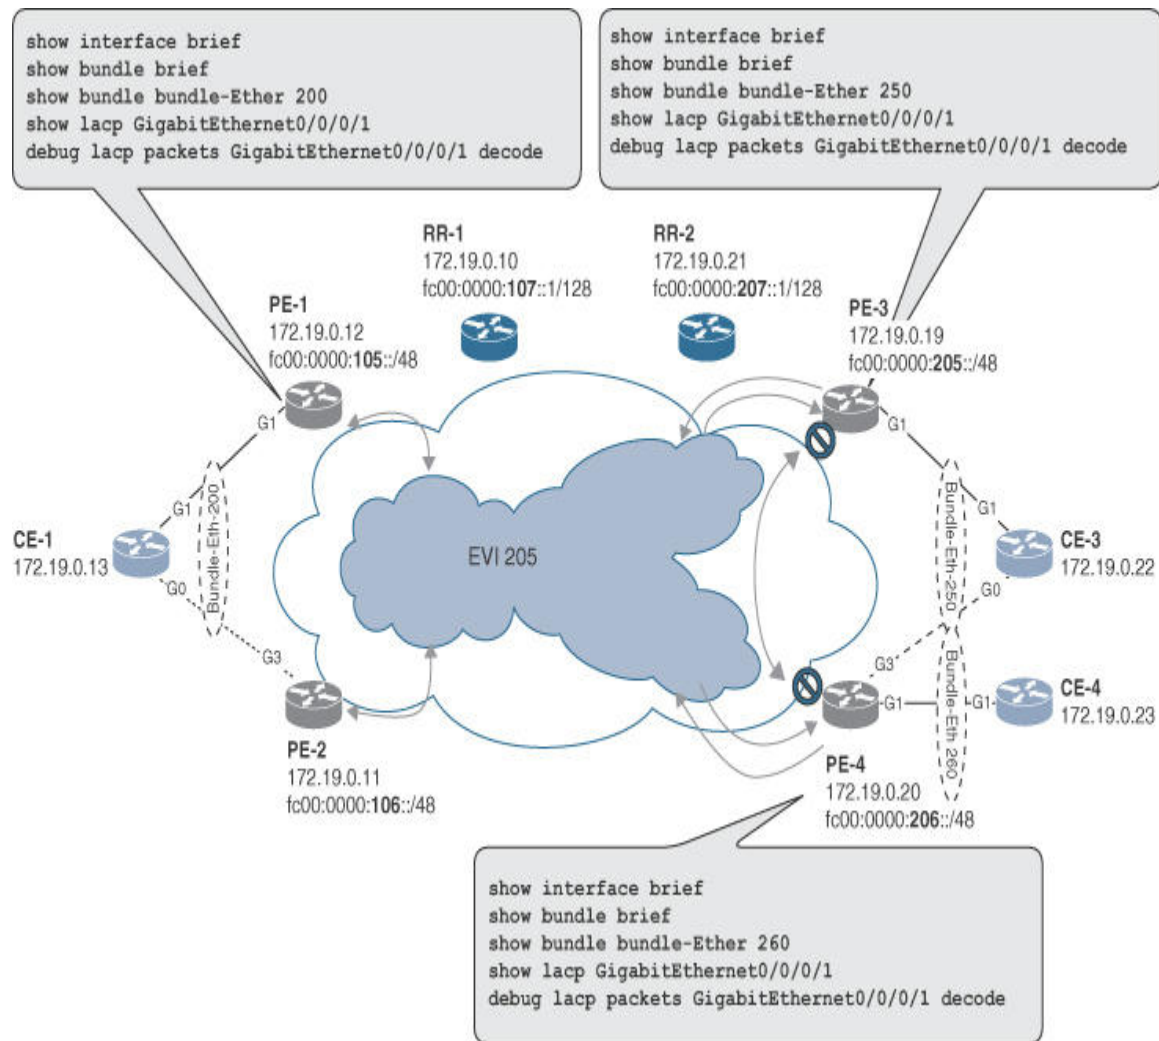 show interface brief
show bundle brief
show bundle bundle-Ether 200
show lacp GigabitEthernet0/0/0/1
debug lacp packets GigabitEthernet0/0/0/1 decode
show interface brief
show bundle brief
show bundle bundle-Ether 250
show lacp GigabitEthernet0/0/0/1
debug lacp packets GigabitEthernet0/0/0/1 decode
RR-1
172.19.0.10
fc00:0000:107::1/128
RR-2
172.19.0.21
fc00:0000:207::1/128
PE-1
172.19.0.12
fc00:0000:105::/48
PE-3
172.19.0.19
fc00:0000:205::/48
G1
G1
G1
G1
CE-1
172.19.0.13
Bundle-Eth-200
EVI 205
Bundle-Eth-250
CE-3
172.19.0.22
G0
G0
G3
G3
G1
G1
Bundle-Eth 260
CE-4
172.19.0.23
PE-2
172.19.0.11
fc00:0000:106::/48
PE-4
172.19.0.20
fc00:0000:206::/48
show interface brief
show bundle brief
show bundle bundle-Ether 260
show lacp GigabitEthernet0/0/0/1
debug lacp packets GigabitEthernet0/0/0/1 decode